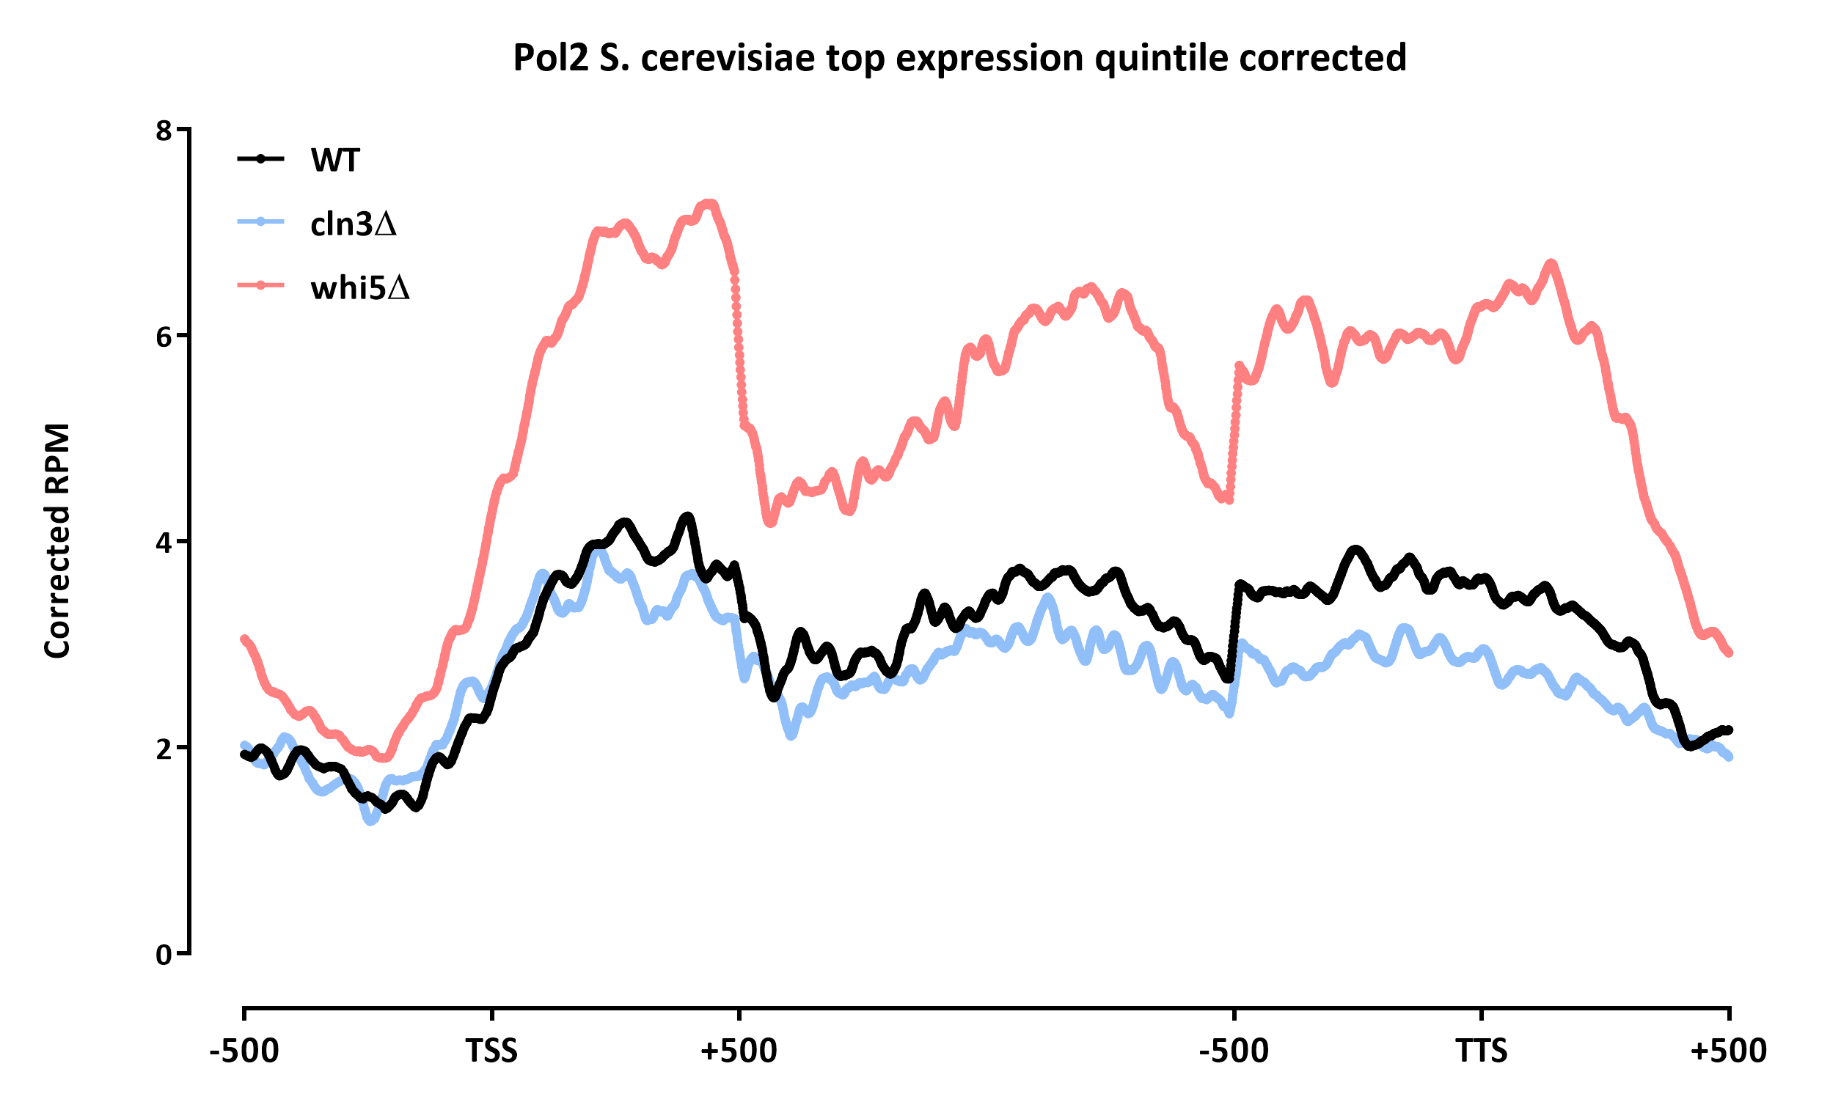 Pol2 S. cerevisiae top expression quintile corrected
8
6
4
2
0
Corrected RPM
WT
cln3Δ
whi5Δ
-500 TSS +500 -500 TTS +500